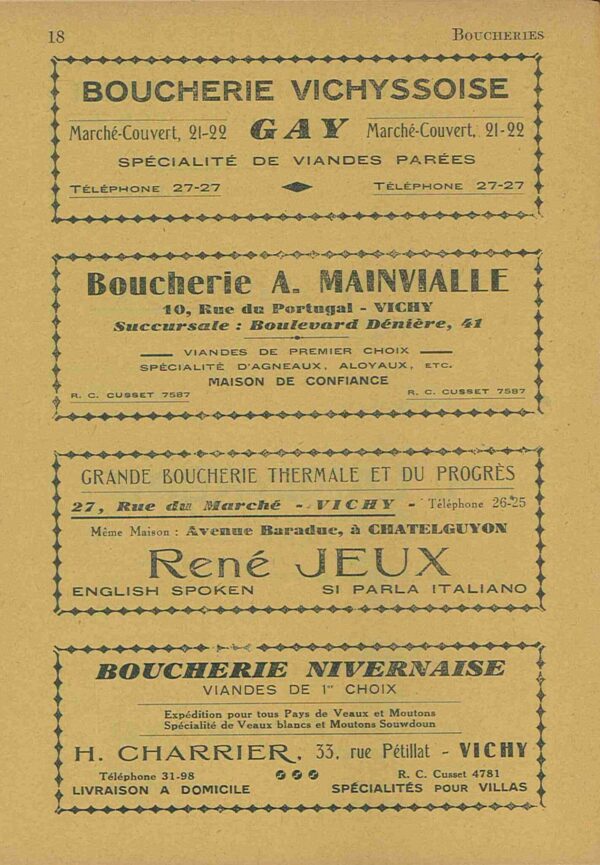 18 BOUCHERIES
BOUCHERIE VICHYSSOISE
Marché-Couvert, 21-22 GAY Marché-Couvert, 21-22
SPÉCIALITÉ DE VIANDES PARÉES
TÉLÉPHONE 27-27 TÉLÉPHONE 27-27
Boucherie A. MAINVIALLE
10, Rue du Portugal - VICHY
Succursale : Boulevard Dénière, 41
VIANDES DE PREMIER CHOIX
SPÉCIALITÉ D'AGNEAUX, ALOYAUX, ETC.
MAISON DE CONFIANCE
R. C. CUSSET 7587 R. C. CUSSET 7587
GRANDE BOUCHERIE THERMALE ET DU PROGRÈS
27, Rue du Marché - VICHY - Téléphone 26-25
Même Maison : Avenue Baraduc, à CHATELGUYON
René JEUX
ENGLISH SPOKEN SI PARLA ITALIANO
BOUCHERIE NIVERNAISE
VIANDES DE 1er CHOIX
Expédition pour tous Pays de Veaux et Moutons
Spécialité de Veaux blancs et Moutons Souwdoun
H. CHARRIER, 33, rue Pétillat - VICHY
Téléphone 31-98 R. C. Cusset 4781
LIVRAISON A DOMICILE SPÉCIALITÉS POUR VILLAS